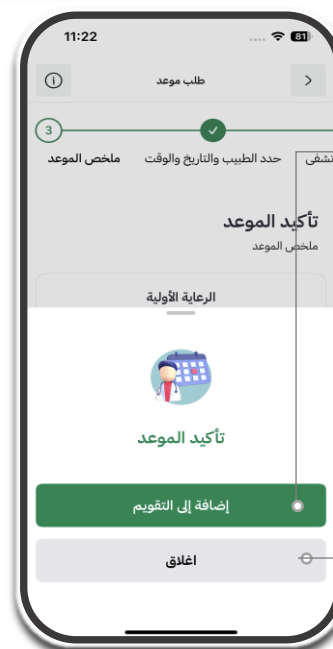 11:22
81
طلب موعد
3
ملخص الموعد
حدد الطبيب والتاريخ والوقت
تأكيد الموعد
ملخص الموعد
الرعاية الأولية
تأكيد الموعد
إضافة إلى التقويم
اغلاق